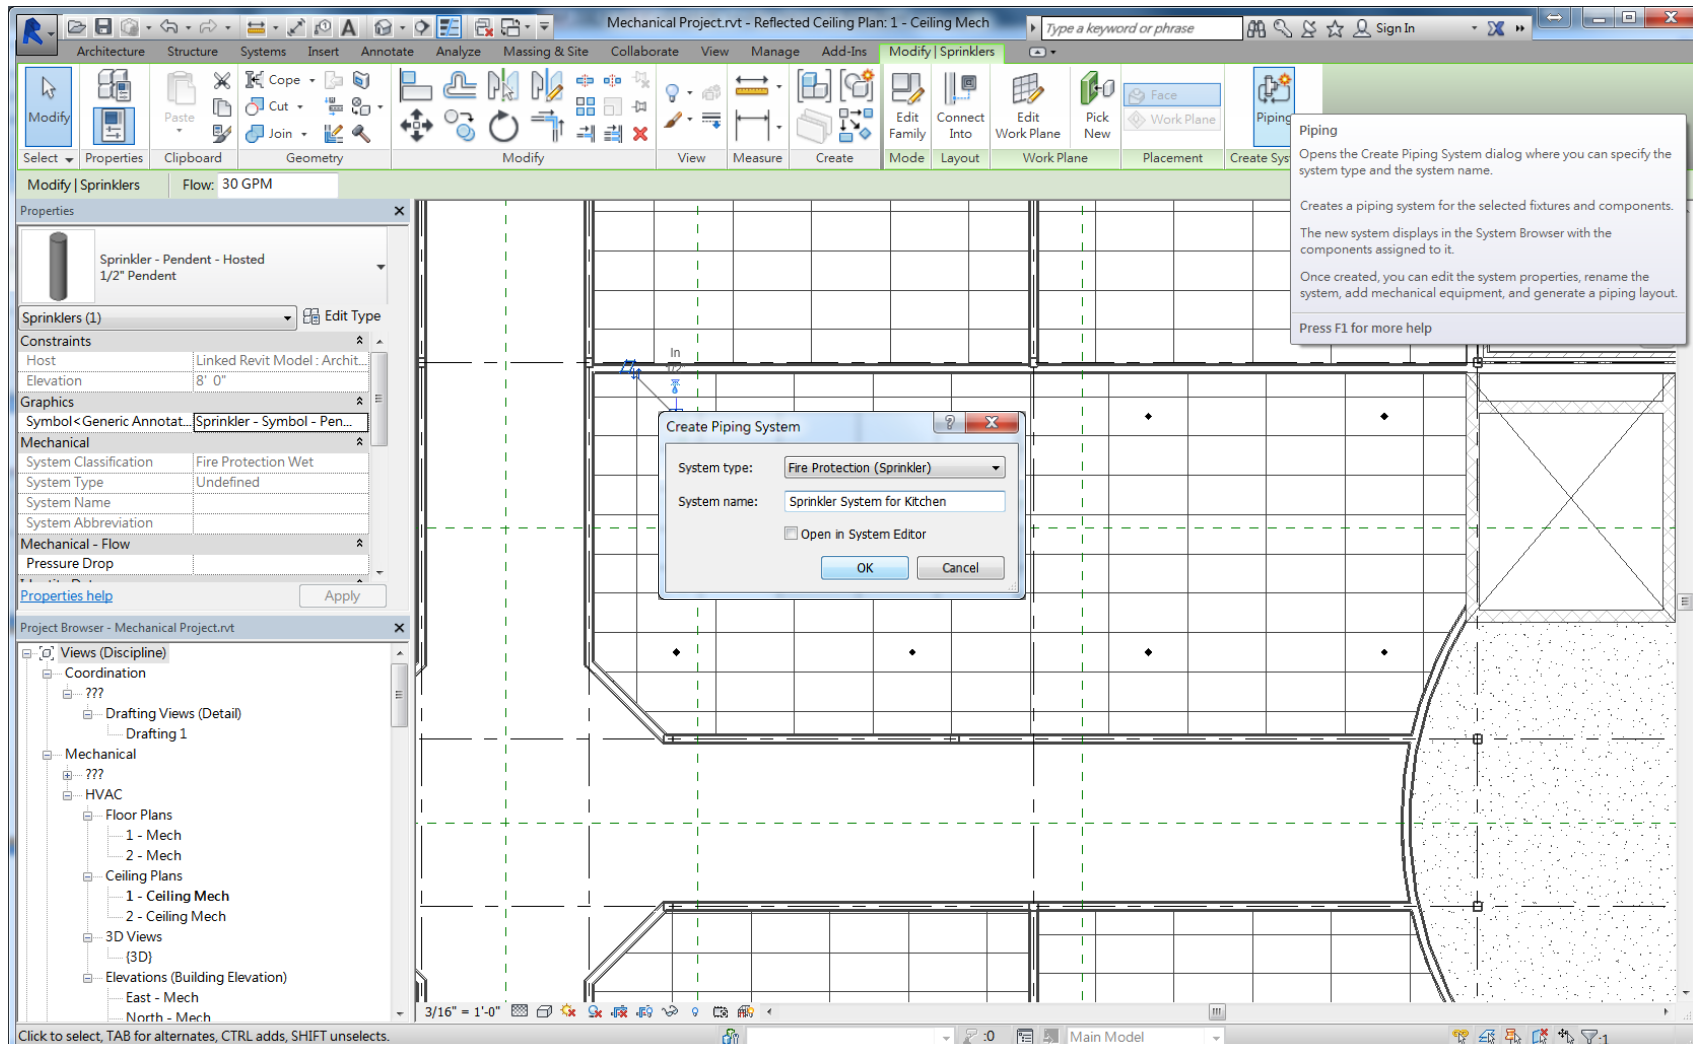 Mechanical Project.rvt - Reflected Ceiling Plan: 1 - Ceiling Mech
Type a keyword or phrase
Sign In
Architecture Structure Systems Insert Annotate Analyze Massing & Site Collaborate View Manage Add-Ins Modify | Sprinklers
Modify
Paste
Cope
Cut
Join
Edit Family
Connect Into
Edit Work Plane
Pick New
Face
Work Plane
Piping
Select Properties Clipboard Geometry Modify View Measure Create Mode Layout Work Plane Placement Create Sys
Modify | Sprinklers Flow: 30 GPM
Piping
Opens the Create Piping System dialog where you can specify the
system type and the system name.
Creates a piping system for the selected fixtures and components.
The new system displays in the System Browser with the
components assigned to it.
Once created, you can edit the system properties, rename the
system, add mechanical equipment, and generate a piping layout.
Press F1 for more help
Properties
Sprinkler - Pendent - Hosted
1/2" Pendent
Sprinklers (1) Edit Type
Constraints
Host Linked Revit Model : Archit...
Elevation 8' 0"
Graphics
Symbol<Generic Annotat... Sprinkler - Symbol - Pen...
Mechanical
System Classification Fire Protection Wet
System Type Undefined
System Name
System Abbreviation
Mechanical - Flow
Pressure Drop
Properties help Apply
In
1/2"
Create Piping System
System type: Fire Protection (Sprinkler)
System name: Sprinkler System for Kitchen
Open in System Editor
OK Cancel
Project Browser - Mechanical Project.rvt
Views (Discipline)
Coordination
???
Drafting Views (Detail)
Drafting 1
Mechanical
???
HVAC
Floor Plans
1 - Mech
2 - Mech
Ceiling Plans
1 - Ceiling Mech
2 - Ceiling Mech
3D Views
{3D}
Elevations (Building Elevation)
East - Mech
North - Mech
3/16" = 1'-0"
Click to select, TAB for alternates, CTRL adds, SHIFT unselects.
:0
Main Model
:1